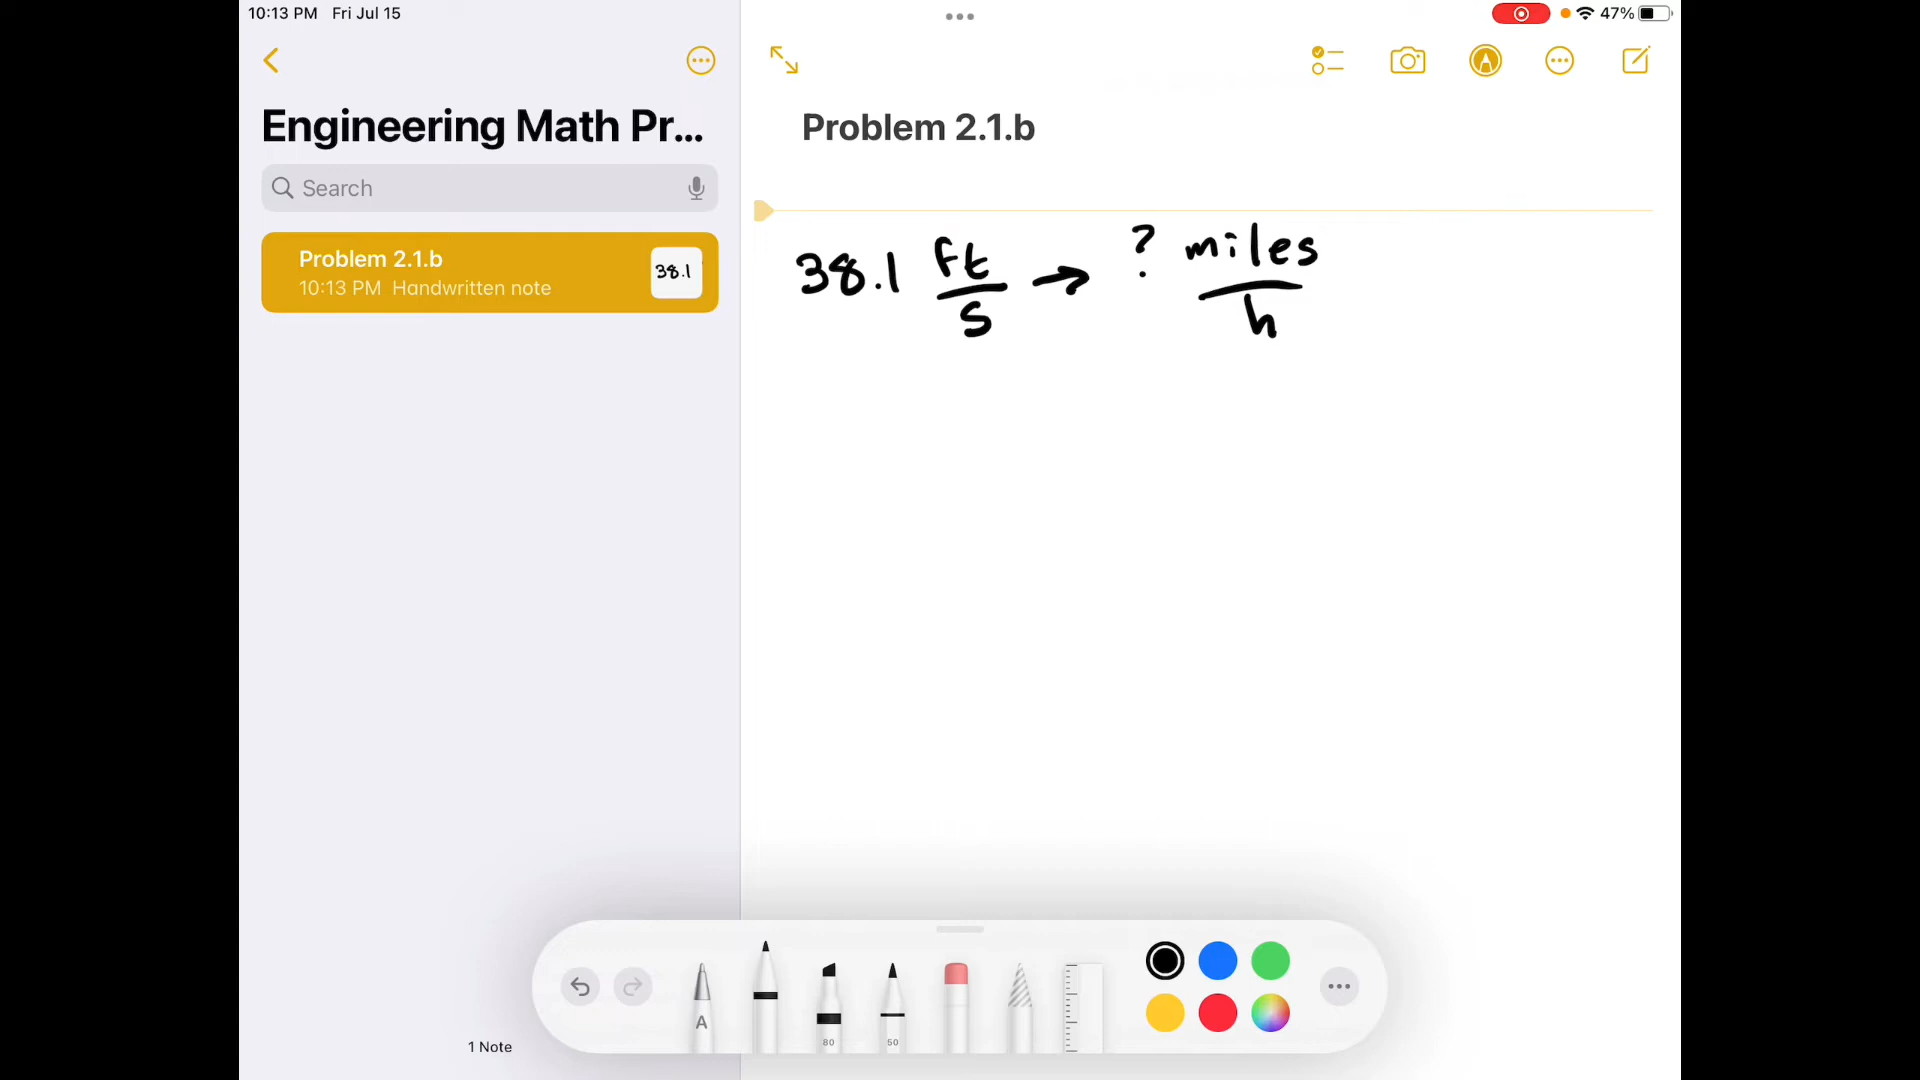 10:13 PM Fri Jul 15
47%
Engineering Math Pr...
Search
Problem 2.1.b
10:13 PM Handwritten note
38.1
1 Note
Problem 2.1.b
38.1 ft/s → ? miles/h
A
80
50